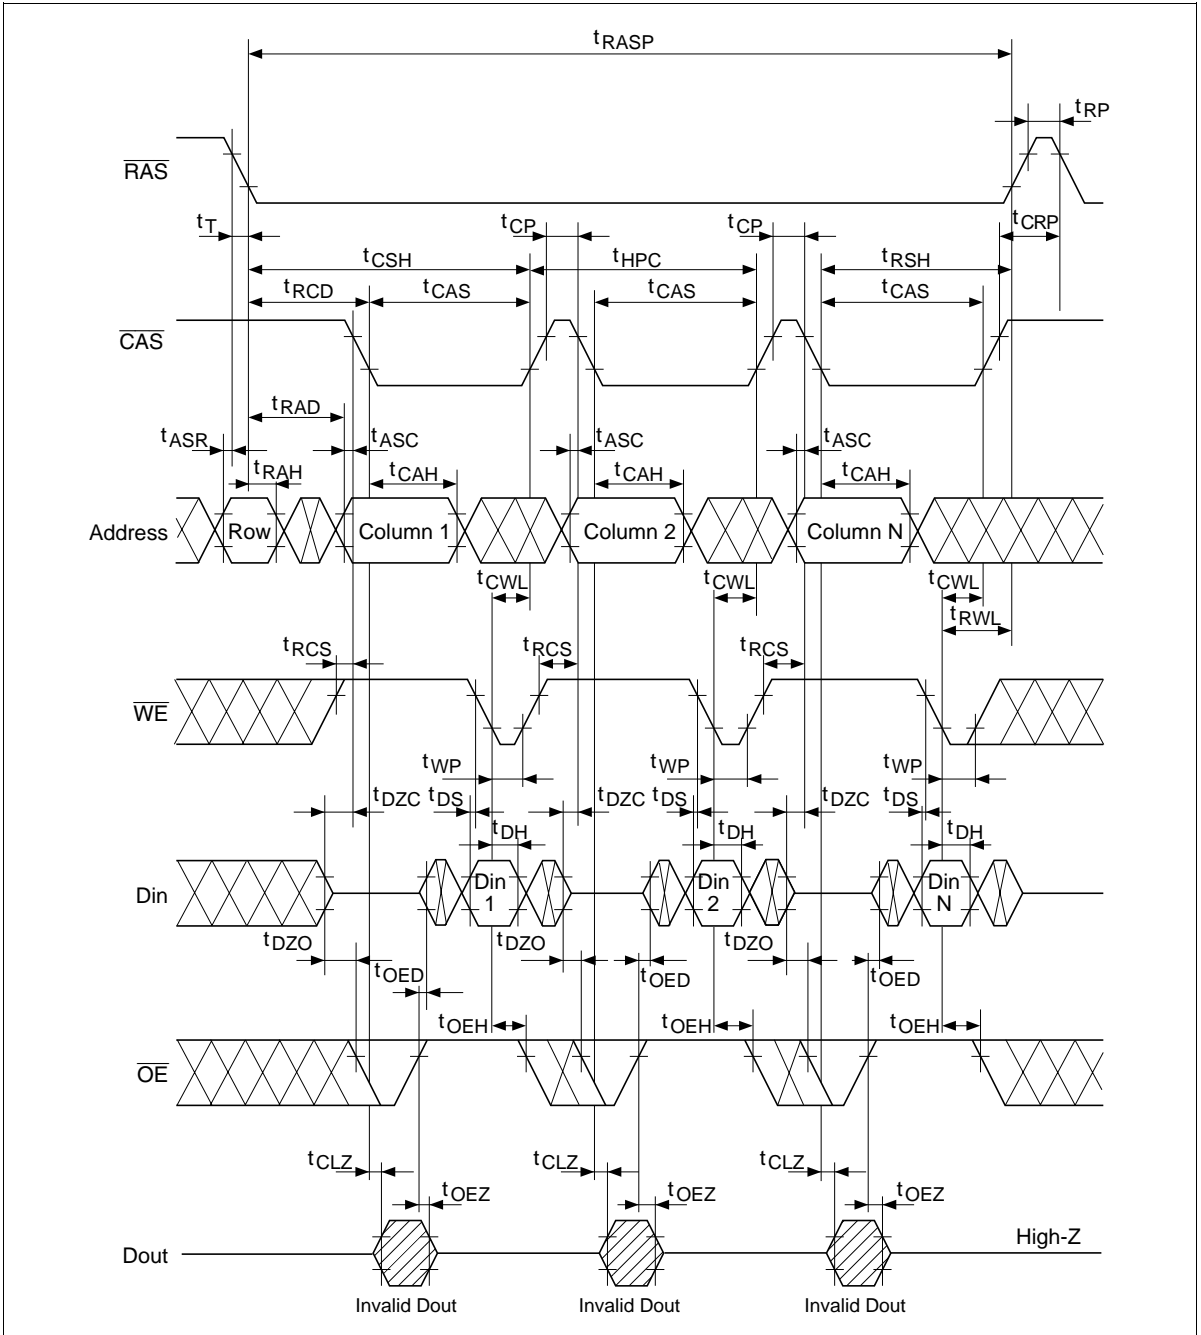 tRASP
tRP
RAS
tT
tCP
tCP
tCRP
tCSH
tHPC
tRSH
tRCD
tCAS
tCAS
tCAS
CAS
tRAD
tASR
tASC
tASC
tASC
tRAH
tCAH
tCAH
tCAH
Address
Row
Column 1
Column 2
Column N
tCWL
tCWL
tCWL
tRWL
tRCS
tRCS
tRCS
WE
tWP
tWP
tWP
tDZC
tDS
tDZC
tDS
tDZC
tDS
tDH
tDH
tDH
Din
Din
1
Din
2
Din
N
tDZO
tDZO
tDZO
tOED
tOED
tOED
tOEH
tOEH
tOEH
OE
tCLZ
tCLZ
tCLZ
tOEZ
tOEZ
tOEZ
Dout
High-Z
Invalid Dout
Invalid Dout
Invalid Dout